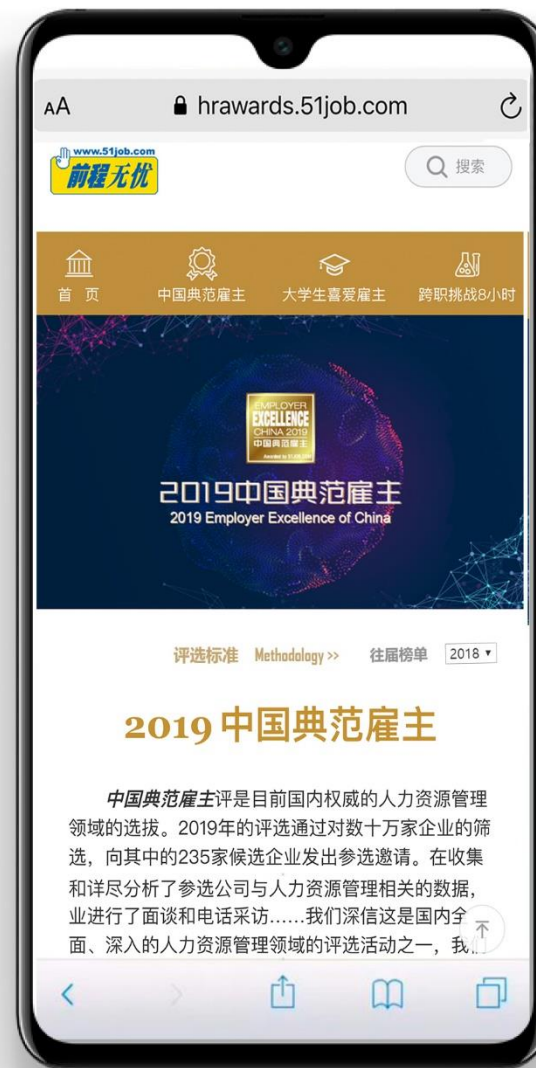 AA hrawards.51job.com
www.51job.com
前程无忧
搜索
首 页 中国典范雇主 大学生喜爱雇主 跨职挑战8小时
EMPLOYER
EXCELLENCE
CHINA 2019
中国典范雇主
Awarded by 51JOB.COM
2019中国典范雇主
2019 Employer Excellence of China
评选标准 Methodology >> 往届榜单 2018
2019 中国典范雇主
中国典范雇主评是目前国内权威的人力资源管理
领域的选拔。2019年的评选通过对数十万家企业的筛
选，向其中的235家候选企业发出参选邀请。在收集
和详尽分析了参选公司与人力资源管理相关的数据，
业进行了面谈和电话采访……我们深信这是国内全
面、深入的人力资源管理领域的评选活动之一，我